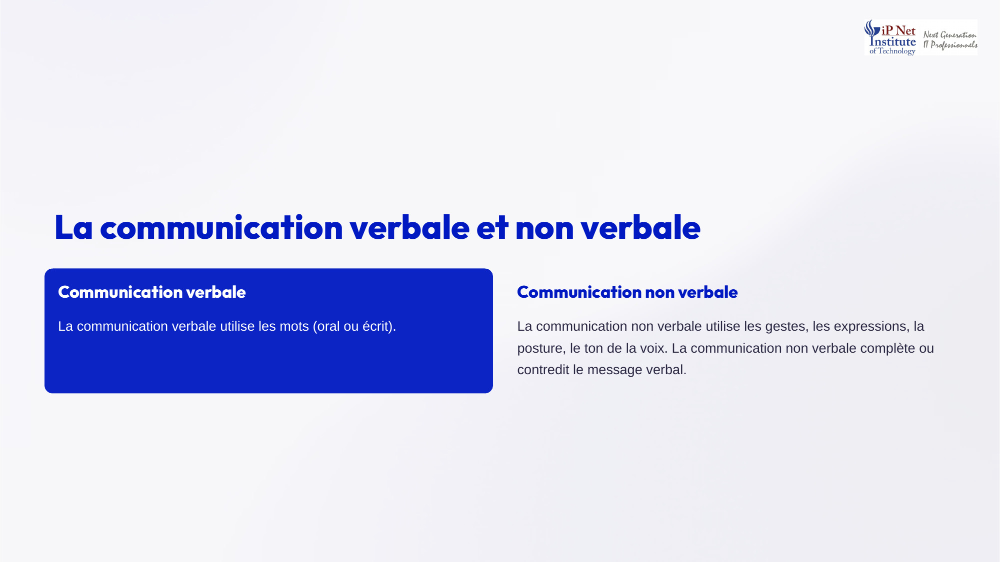 iP Net
Institute
of Technology
Next Generation
IT Professionnels
La communication verbale et non verbale
Communication verbale
La communication verbale utilise les mots (oral ou écrit).
Communication non verbale
La communication non verbale utilise les gestes, les expressions, la
posture, le ton de la voix. La communication non verbale complète ou
contredit le message verbal.